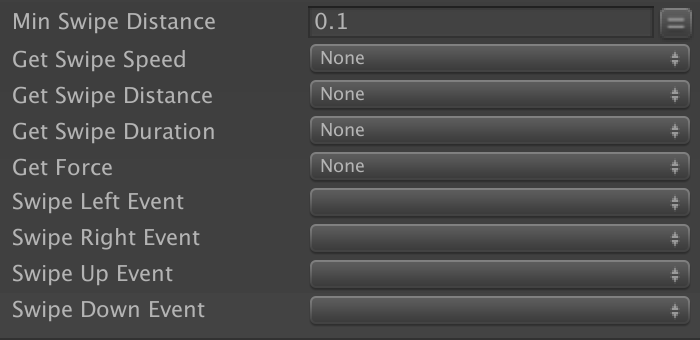 Min Swipe Distance 0.1
Get Swipe Speed None
Get Swipe Distance None
Get Swipe Duration None
Get Force None
Swipe Left Event
Swipe Right Event
Swipe Up Event
Swipe Down Event